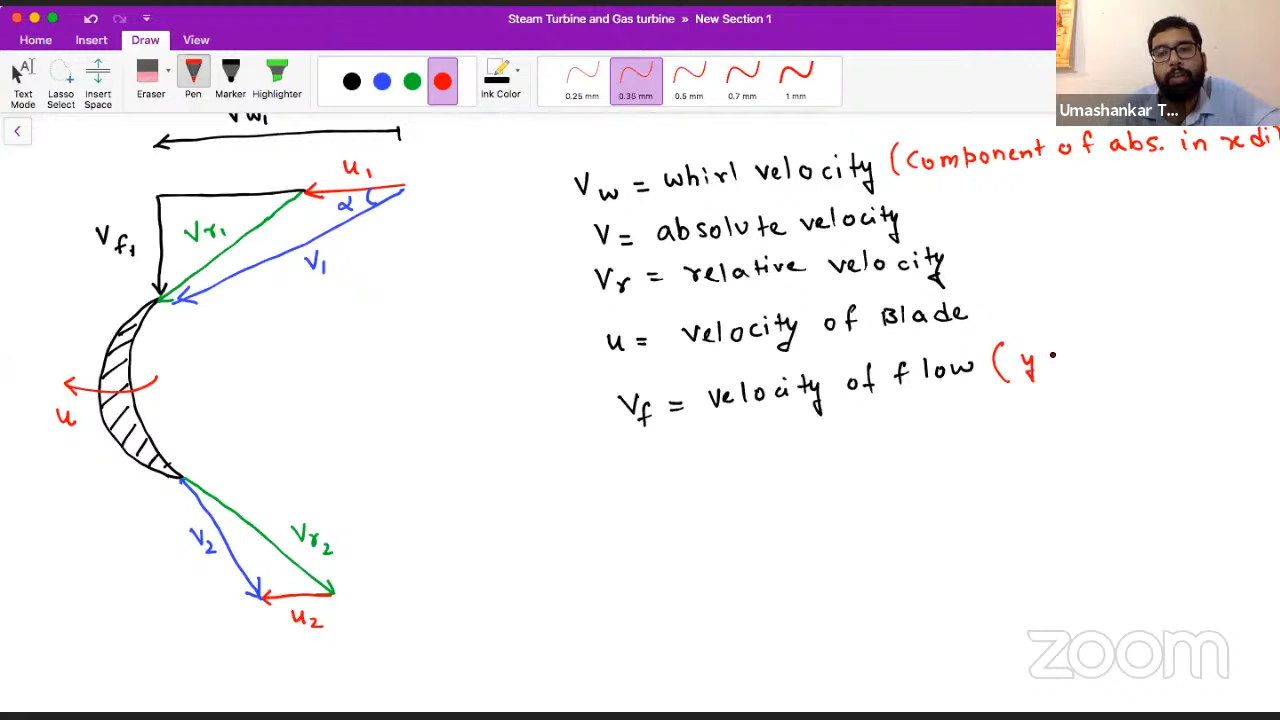 Steam Turbine and Gas turbine » New Section 1
Home Insert Draw View
Text Mode
Lasso Select
Insert Space
Eraser
Pen
Marker
Highlighter
Ink Color
0.25 mm
0.35 mm
0.5 mm
0.7 mm
1 mm
Umashankar T...
Vw1
u1
α
Vf1
Vr1
V1
u
V2
Vr2
u2
Vw = whirl velocity (Component of abs. in x di
V = absolute velocity
Vr = relative velocity
u = velocity of Blade
Vf = velocity of flow (y
zoom